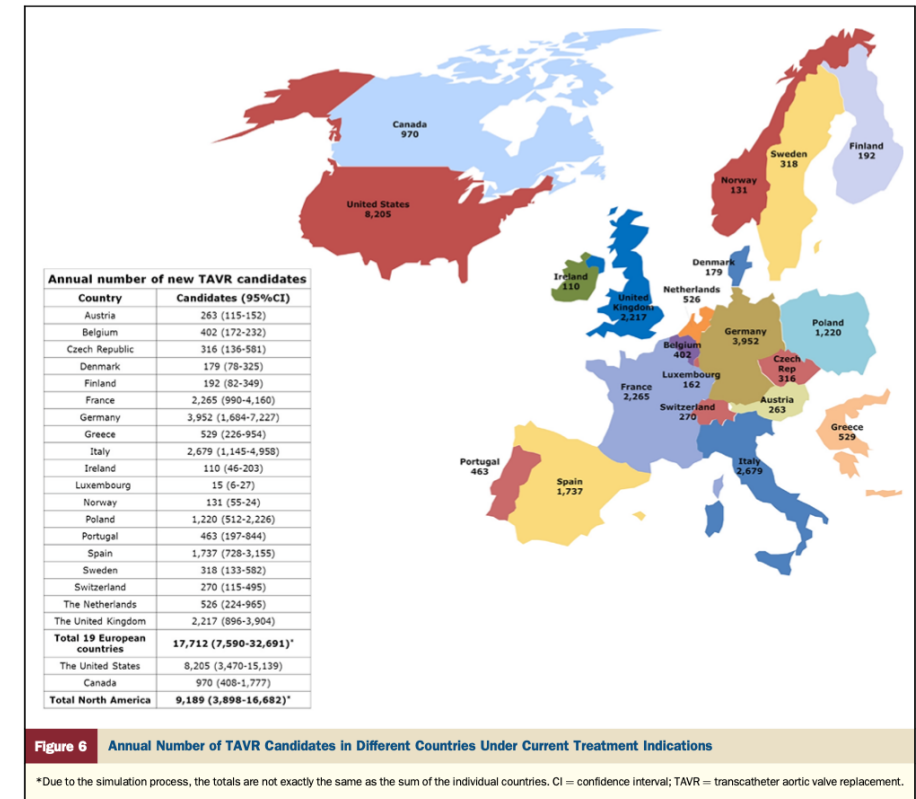 Canada
970
United States
8,205
Norway
131
Sweden
318
Finland
192
Denmark
179
Ireland
110
United
Kingdom
2,217
Netherlands
526
Belgium
402
Luxembourg
162
Germany
3,952
Poland
1,220
Czech
Rep
316
Austria
263
France
2,265
Switzerland
270
Italy
2,679
Greece
529
Portugal
463
Spain
1,737
Annual number of new TAVR candidates
Country Candidates (95%CI)
Austria 263 (115-152)
Belgium 402 (172-232)
Czech Republic 316 (136-581)
Denmark 179 (78-325)
Finland 192 (82-349)
France 2,265 (990-4,160)
Germany 3,952 (1,684-7,227)
Greece 529 (226-954)
Italy 2,679 (1,145-4,958)
Ireland 110 (46-203)
Luxembourg 15 (6-27)
Norway 131 (55-24)
Poland 1,220 (512-2,226)
Portugal 463 (197-844)
Spain 1,737 (728-3,155)
Sweden 318 (133-582)
Switzerland 270 (115-495)
The Netherlands 526 (224-965)
The United Kingdom 2,217 (896-3,904)
Total 19 European
countries 17,712 (7,590-32,691)*
The United States 8,205 (3,470-15,139)
Canada 970 (408-1,777)
Total North America 9,189 (3,898-16,682)*
Figure 6 Annual Number of TAVR Candidates in Different Countries Under Current Treatment Indications
*Due to the simulation process, the totals are not exactly the same as the sum of the individual countries. CI = confidence interval; TAVR = transcatheter aortic valve replacement.